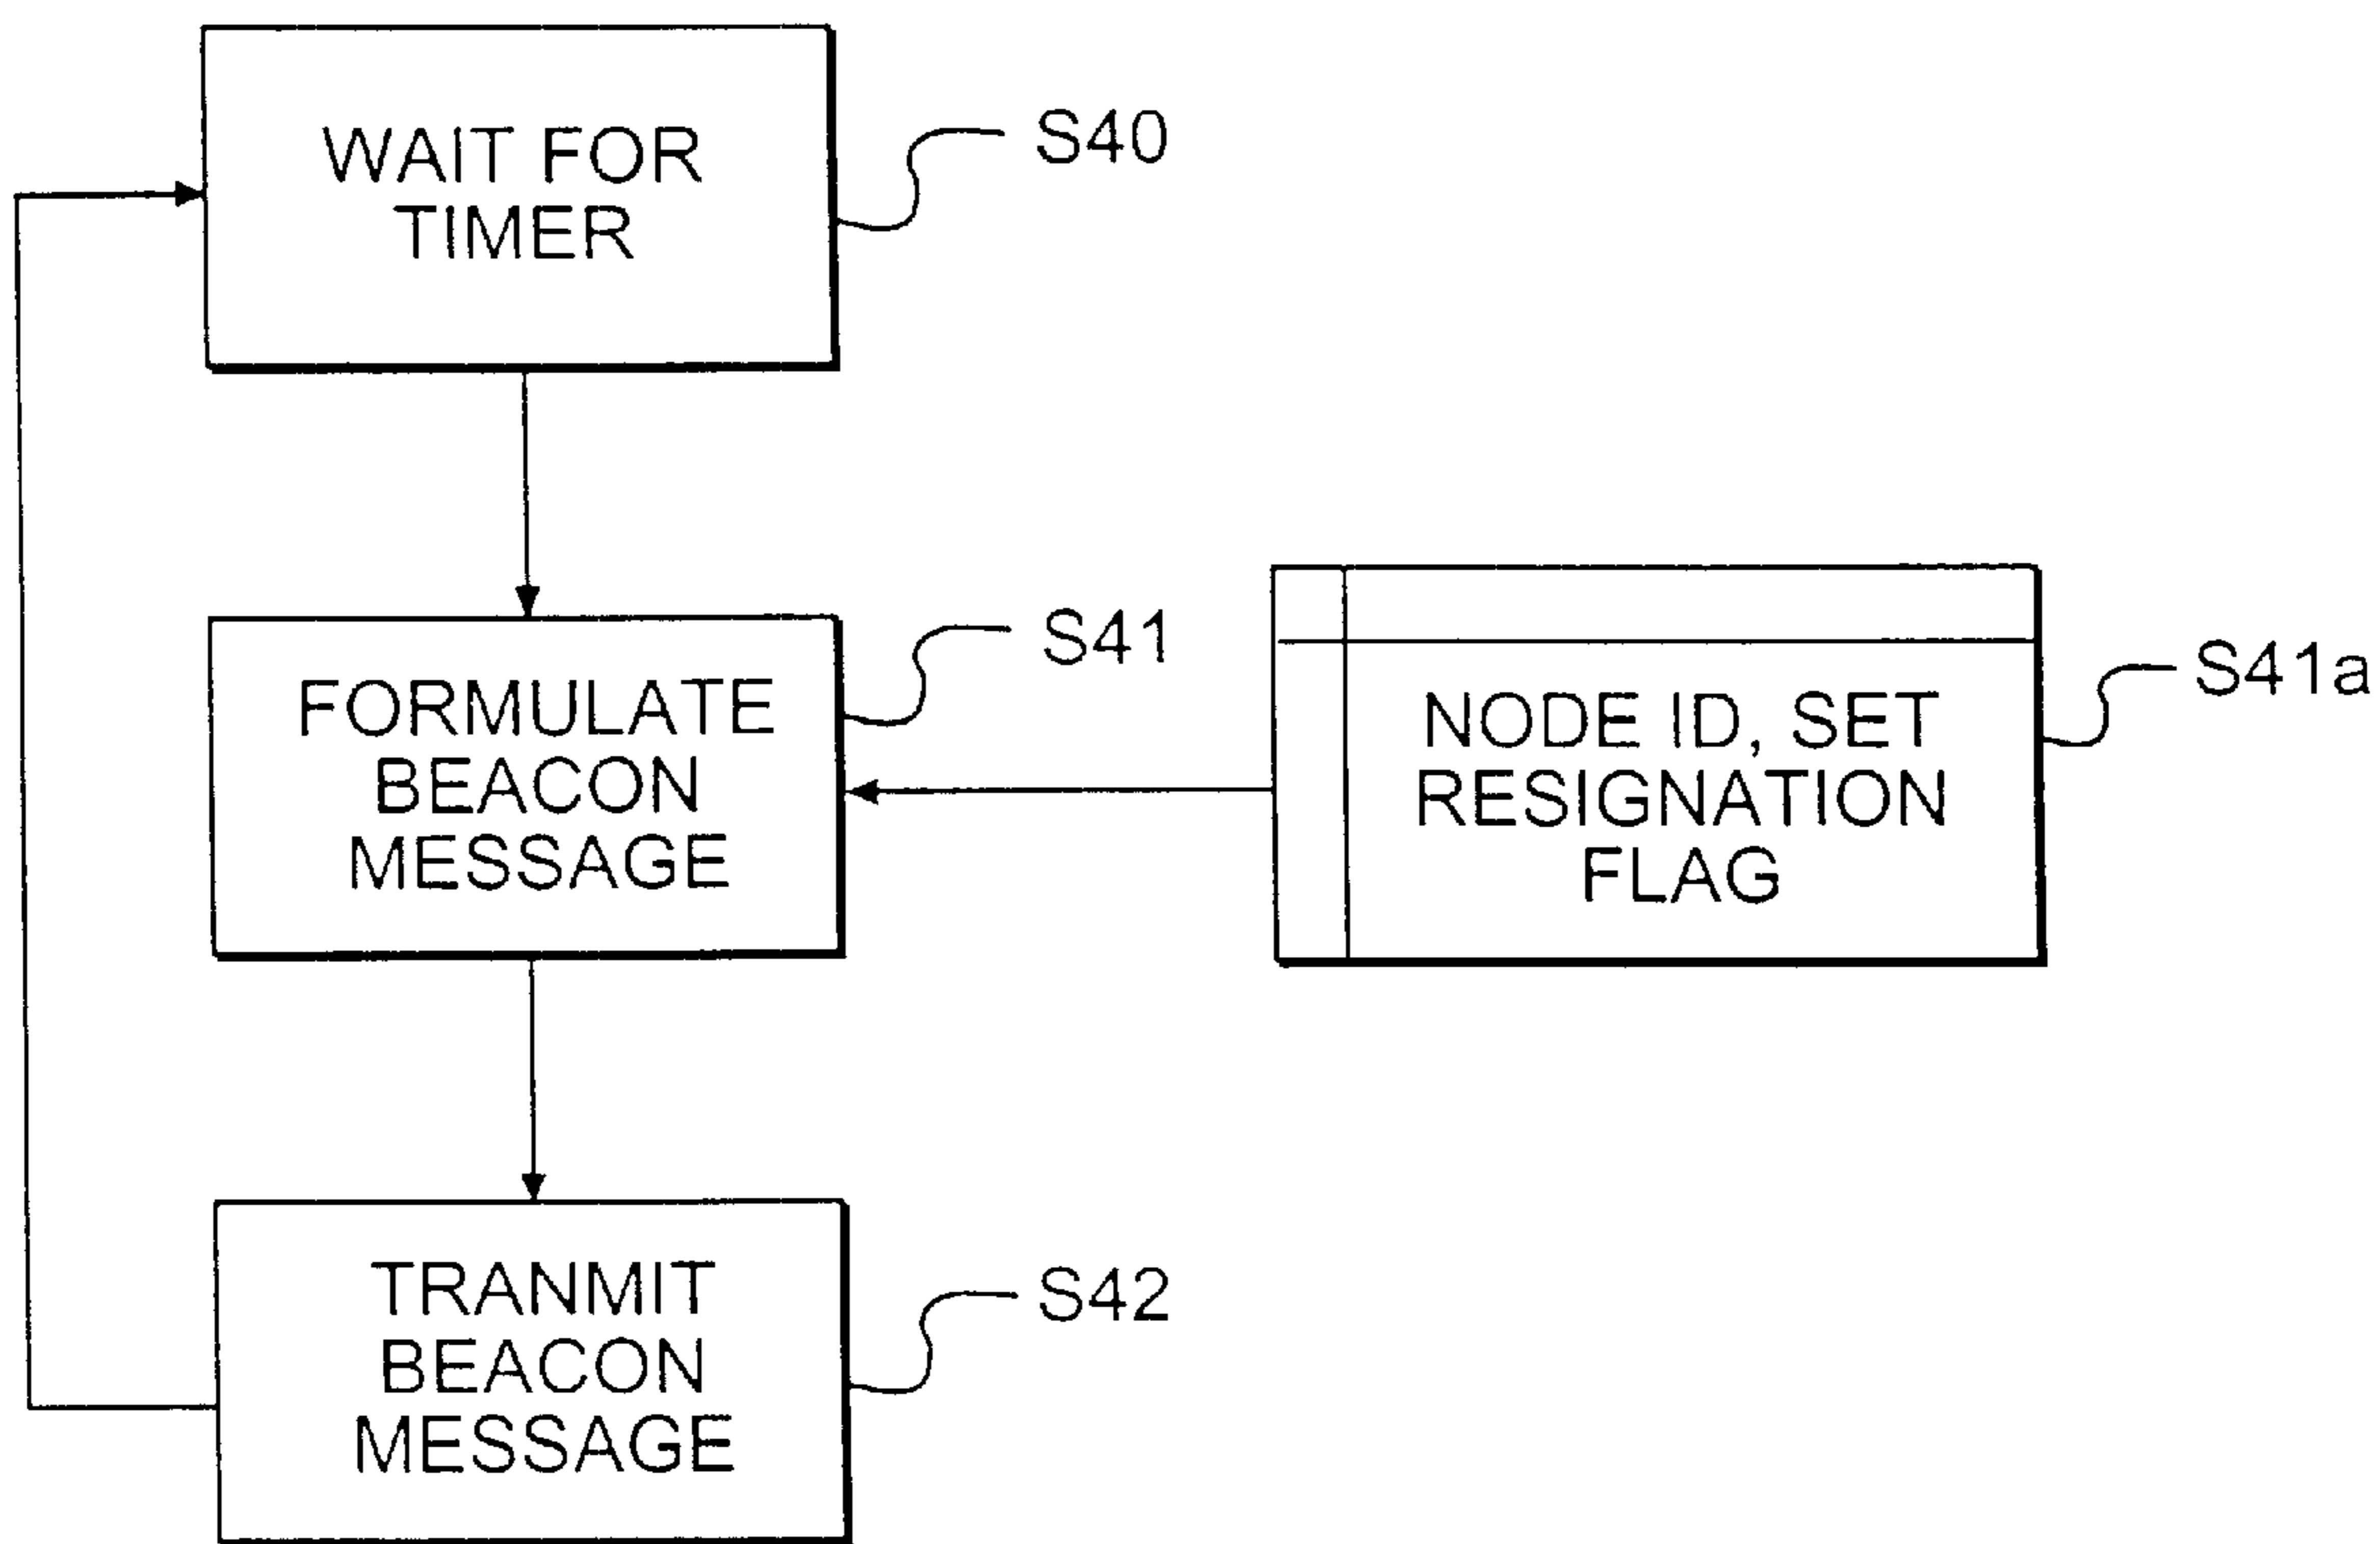 WAIT FOR
TIMER
S40
FORMULATE
BEACON
MESSAGE
S41
NODE ID, SET
RESIGNATION
FLAG
S41a
TRANMIT
BEACON
MESSAGE
S42